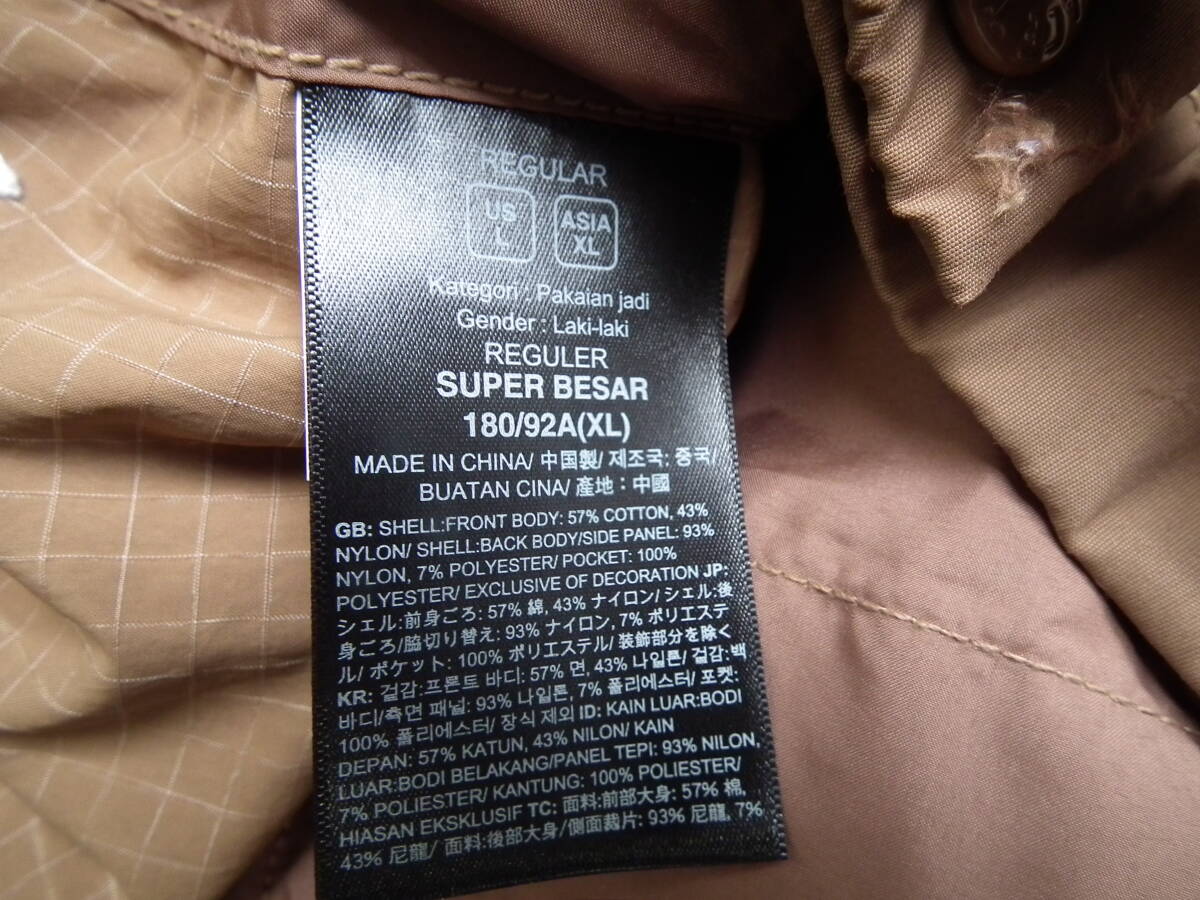 REGULAR
US ASIA
L XL
Kategori : Pakaian jadi
Gender : Laki-laki
REGULER
SUPER BESAR
180/92A(XL)
MADE IN CHINA/ 中国製/ 제조국: 중국/
BUATAN CINA/ 產地：中國
GB: SHELL:FRONT BODY: 57% COTTON, 43%
NYLON/ SHELL:BACK BODY/SIDE PANEL: 93%
NYLON, 7% POLYESTER/ POCKET: 100%
POLYESTER/ EXCLUSIVE OF DECORATION JP:
シェル:前身ごろ: 57% 綿, 43% ナイロン/ シェル:後
身ごろ/脇切り替え: 93% ナイロン, 7% ポリエステ
ル/ ポケット: 100% ポリエステル/ 装飾部分を除く
KR: 겉감:프론트 바디: 57% 면, 43% 나일론/ 겉감:백
바디/측면 패널: 93% 나일론, 7% 폴리에스터/ 포켓:
100% 폴리에스터/ 장식 제외 ID: KAIN LUAR:BODI
DEPAN: 57% KATUN, 43% NILON/ KAIN
LUAR:BODI BELAKANG/PANEL TEPI: 93% NILON,
7% POLIESTER/ KANTUNG: 100% POLIESTER/
HIASAN EKSKLUSIF TC: 面料:前部大身: 57% 棉,
43% 尼龍/ 面料:後部大身/側面裁片: 93% 尼龍, 7%